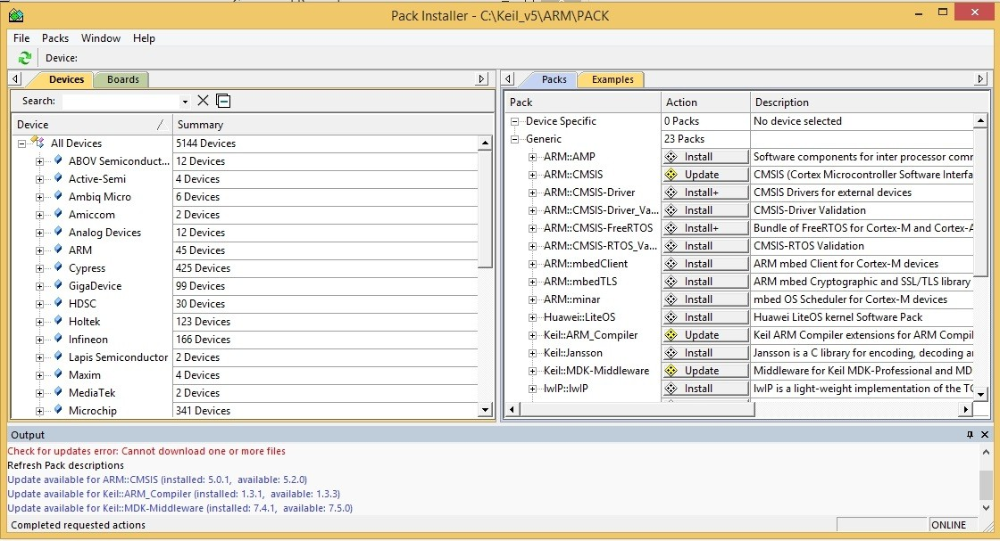 Pack Installer - C:\Keil_v5\ARM\PACK
File Packs Window Help
Device:
Devices Boards
Search:
Device Summary
All Devices 5144 Devices
ABOV Semiconduct... 12 Devices
Active-Semi 4 Devices
Ambiq Micro 6 Devices
Amiccom 2 Devices
Analog Devices 12 Devices
ARM 45 Devices
Cypress 425 Devices
GigaDevice 99 Devices
HDSC 30 Devices
Holtek 123 Devices
Infineon 166 Devices
Lapis Semiconductor 2 Devices
Maxim 4 Devices
MediaTek 2 Devices
Microchip 341 Devices
Packs Examples
Pack Action Description
Device Specific 0 Packs No device selected
Generic 23 Packs
ARM::AMP Install Software components for inter processor comr
ARM::CMSIS Update CMSIS (Cortex Microcontroller Software Interfa
ARM::CMSIS-Driver Install+ CMSIS Drivers for external devices
ARM::CMSIS-Driver_Va... Install CMSIS-Driver Validation
ARM::CMSIS-FreeRTOS Install+ Bundle of FreeRTOS for Cortex-M and Cortex-A
ARM::CMSIS-RTOS_Va... Install CMSIS-RTOS Validation
ARM::mbedClient Install ARM mbed Client for Cortex-M devices
ARM::mbedTLS Install ARM mbed Cryptographic and SSL/TLS library
ARM::minar Install mbed OS Scheduler for Cortex-M devices
Huawei::LiteOS Install Huawei LiteOS kernel Software Pack
Keil::ARM_Compiler Update Keil ARM Compiler extensions for ARM Compil
Keil::Jansson Install Jansson is a C library for encoding, decoding a
Keil::MDK-Middleware Update Middleware for Keil MDK-Professional and MD
lwIP::lwIP Install lwIP is a light-weight implementation of the TC
Output
Check for updates error: Cannot download one or more files
Refresh Pack descriptions
Update available for ARM::CMSIS (installed: 5.0.1, available: 5.2.0)
Update available for Keil::ARM_Compiler (installed: 1.3.1, available: 1.3.3)
Update available for Keil::MDK-Middleware (installed: 7.4.1, available: 7.5.0)
Completed requested actions ONLINE